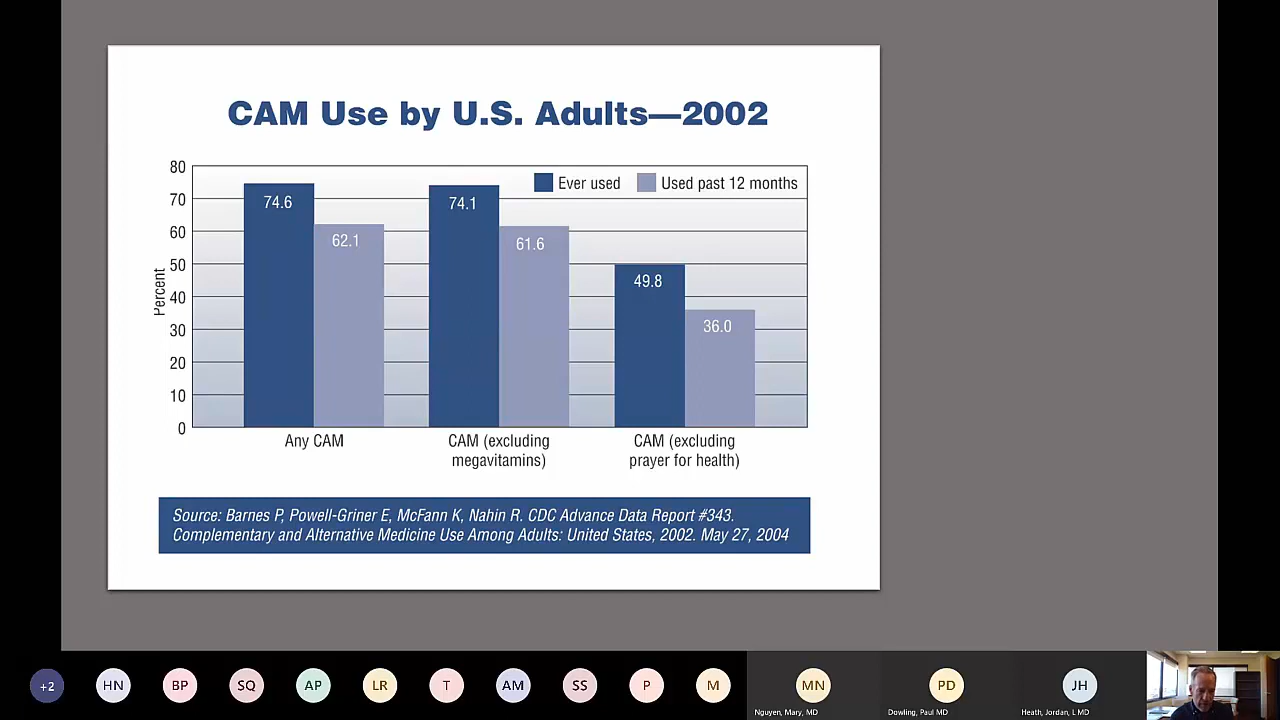 CAM Use by U.S. Adults—2002
80
70
60
50
40
30
20
10
0
Percent
Ever used
Used past 12 months
74.6
62.1
74.1
61.6
49.8
36.0
Any CAM
CAM (excluding
megavitamins)
CAM (excluding
prayer for health)
Source: Barnes P, Powell-Griner E, McFann K, Nahin R. CDC Advance Data Report #343.
Complementary and Alternative Medicine Use Among Adults: United States, 2002. May 27, 2004
+2
HN
BP
SQ
AP
LR
T
AM
SS
P
M
MN
PD
JH
Nguyen, Mary, MD
Dowling, Paul MD
Heath, Jordan, L MD